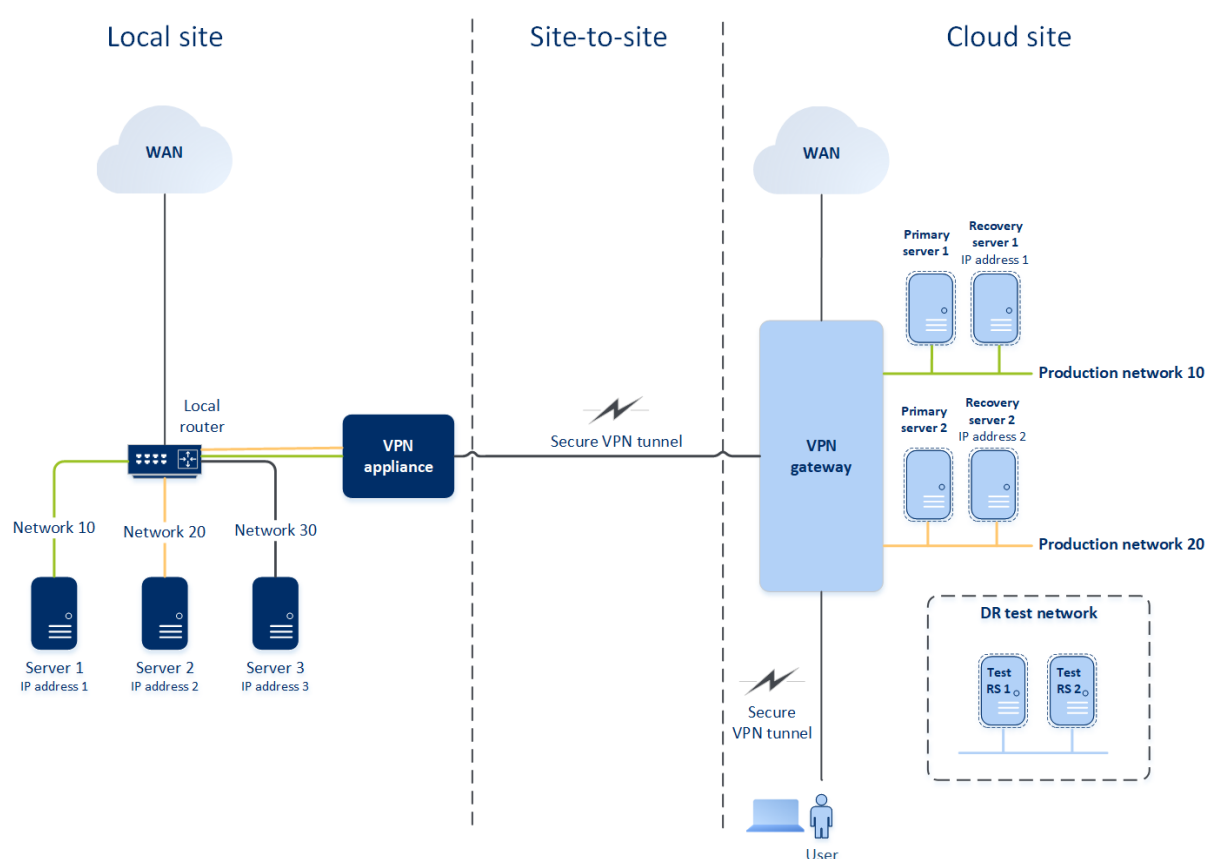 Local site
Site-to-site
Cloud site
WAN
WAN
Primary
server 1
Recovery
server 1
IP address 1
Production network 10
Local
router
VPN
appliance
Secure VPN tunnel
VPN
gateway
Primary
server 2
Recovery
server 2
IP address 2
Production network 20
Network 10
Network 20
Network 30
Server 1
IP address 1
Server 2
IP address 2
Server 3
IP address 3
DR test network
Test
RS 1
Test
RS 2
Secure
VPN tunnel
User